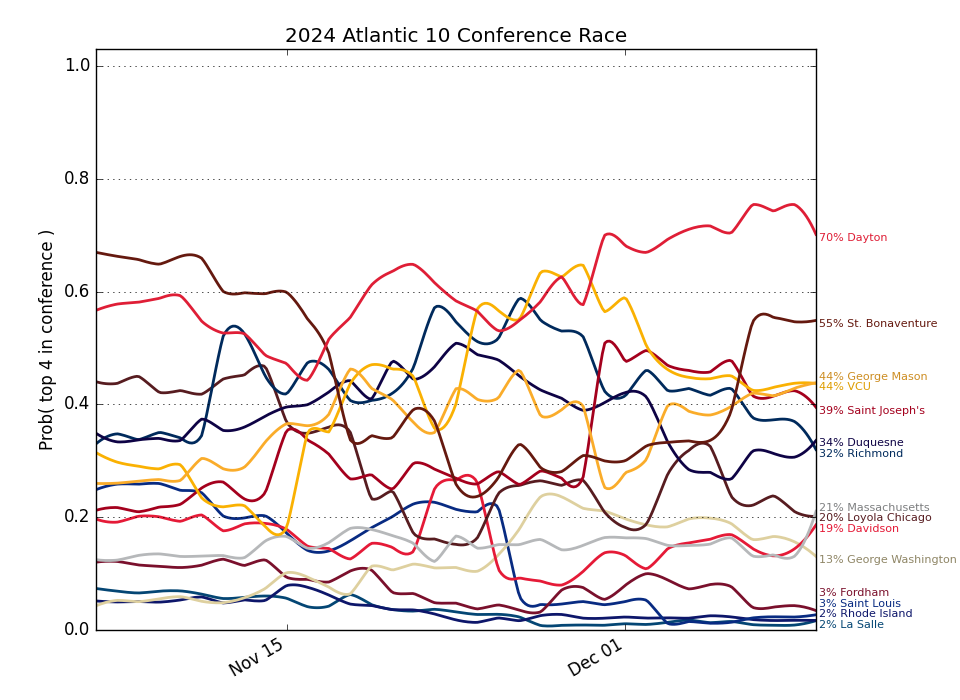 2024 Atlantic 10 Conference Race
Prob( top 4 in conference )
1.0
0.8
0.6
0.4
0.2
0.0
Nov 15
Dec 01
70% Dayton
55% St. Bonaventure
44% George Mason
44% VCU
39% Saint Joseph's
34% Duquesne
32% Richmond
21% Massachusetts
20% Loyola Chicago
19% Davidson
13% George Washington
3% Fordham
3% Saint Louis
2% Rhode Island
2% La Salle